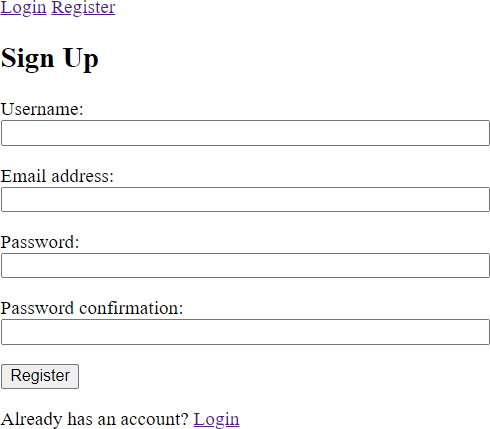 Login Register
Sign Up
Username:
Email address:
Password:
Password confirmation:
Register
Already has an account? Login